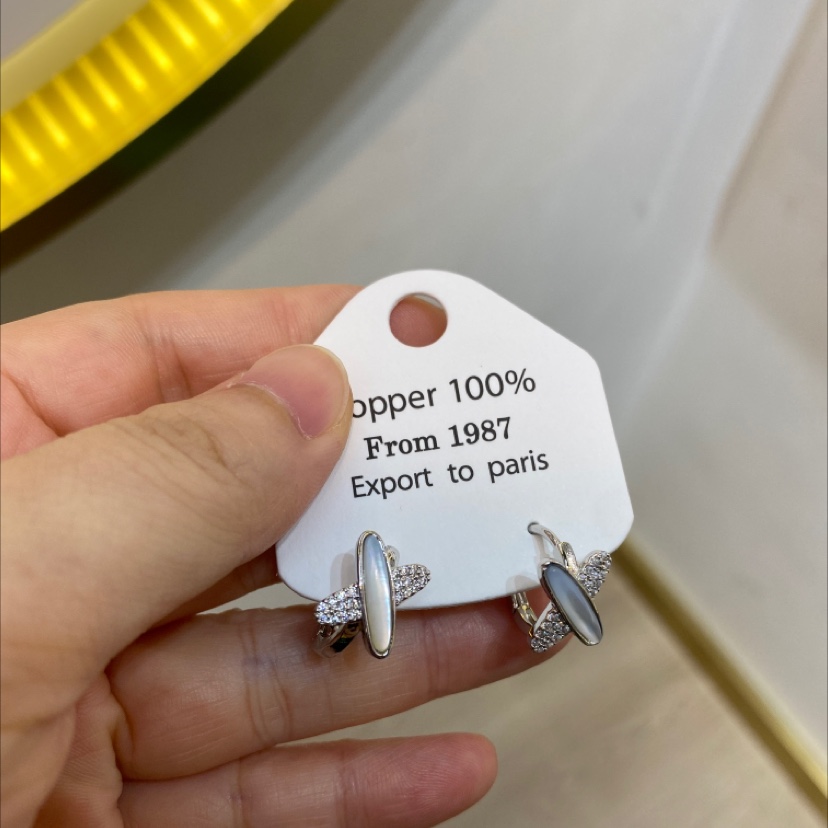 opper 100%
From 1987
Export to paris